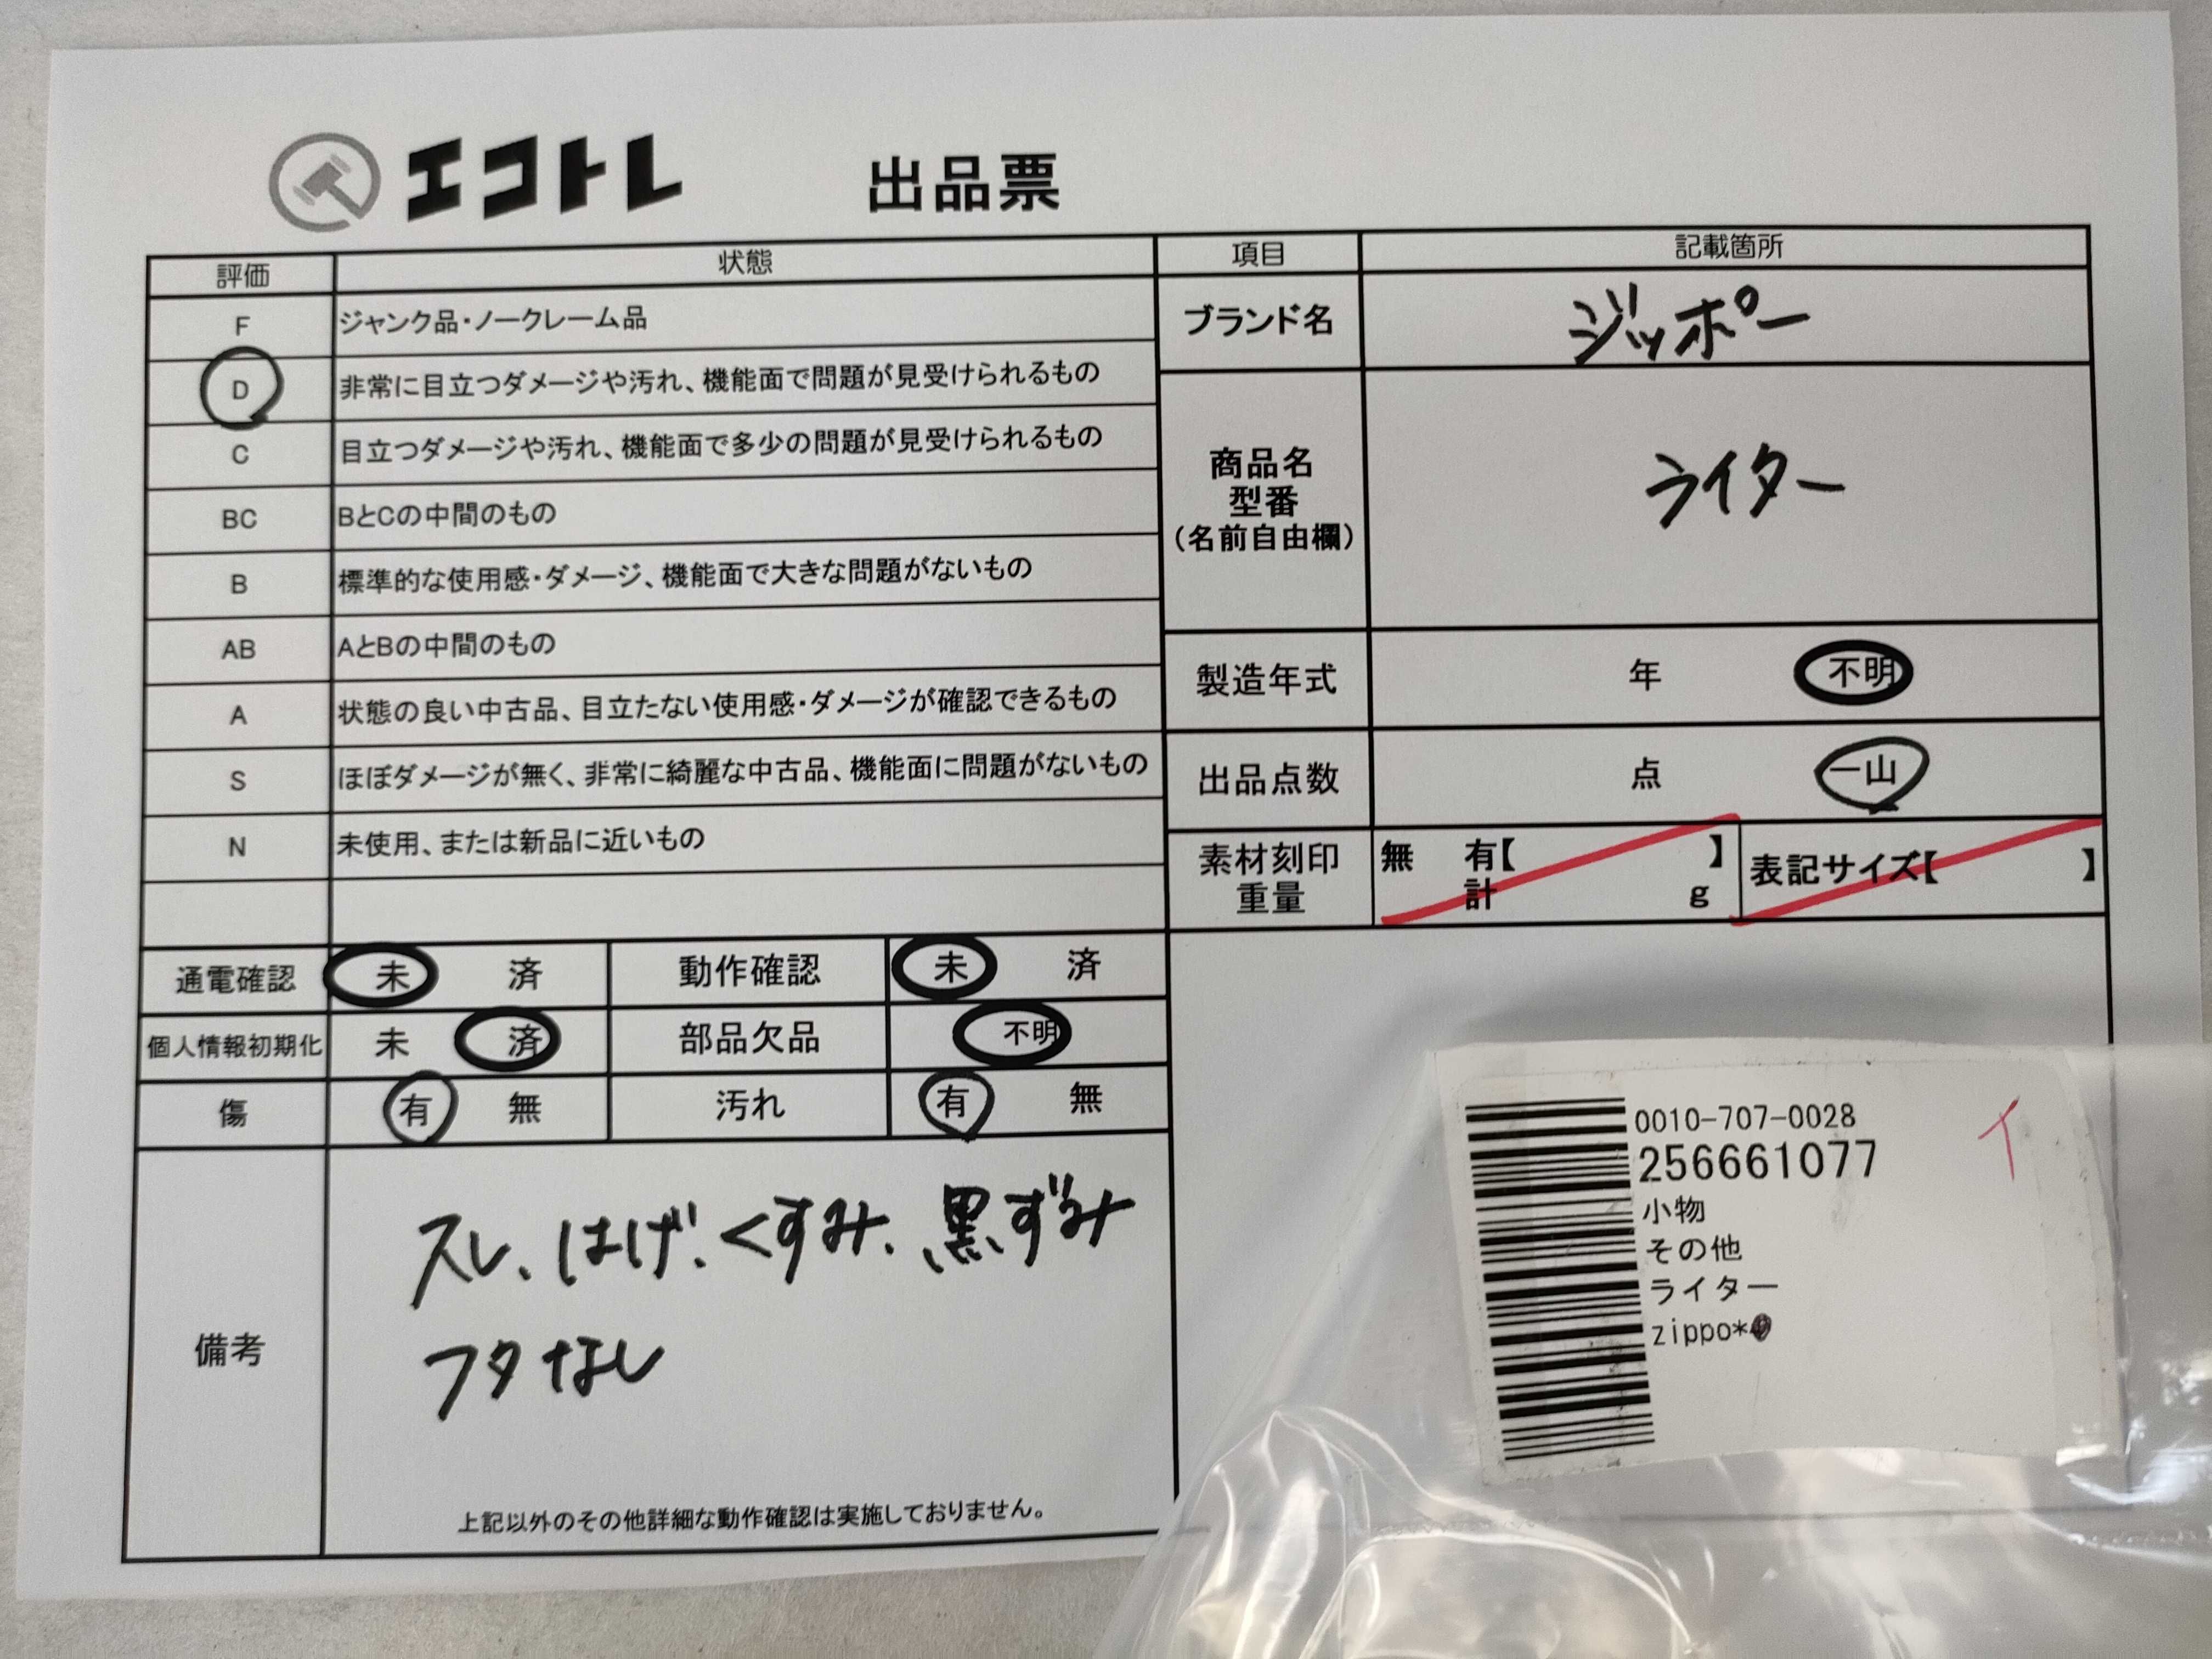 エコトレ 出品票
評価 状態
F ジャンク品・ノークレーム品
D 非常に目立つダメージや汚れ、機能面で問題が見受けられるもの
C 目立つダメージや汚れ、機能面で多少の問題が見受けられるもの
BC BとCの中間のもの
B 標準的な使用感・ダメージ、機能面で大きな問題がないもの
AB AとBの中間のもの
A 状態の良い中古品、目立たない使用感・ダメージが確認できるもの
S ほぼダメージが無く、非常に綺麗な中古品、機能面に問題がないもの
N 未使用、または新品に近いもの
項目 記載箇所
ブランド名 ジッポー
商品名
型番
(名前自由欄)
ライター
製造年式 年 不明
出品点数 点 一山
素材刻印
重量
無 有【 】
計 g
表記サイズ【 】
通電確認 未 済 動作確認 未 済
個人情報初期化 未 済 部品欠品 不明
傷 有 無 汚れ 有 無
備考
スレ、はげ、くすみ、黒ずみ
フタなし
上記以外のその他詳細な動作確認は実施しておりません。
0010-707-0028
256661077
小物
その他
ライター
zippo*
イ